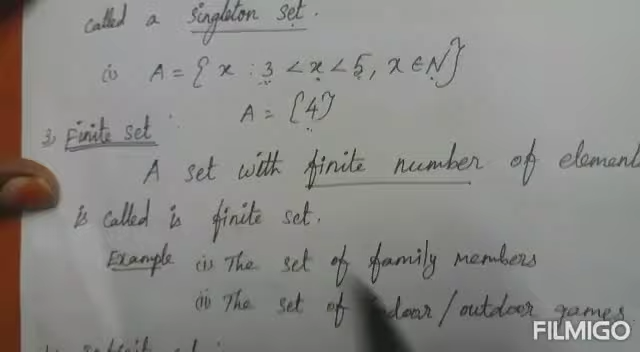 called a singleton set.
(i) A = { x : 3 < x < 5, x ∈ N }
A = {4}
3) Finite set :
A set with finite number of element
is called is finite set.
Example (i) The set of family members
(ii) The set of door/outdoor games.
FILMIGO